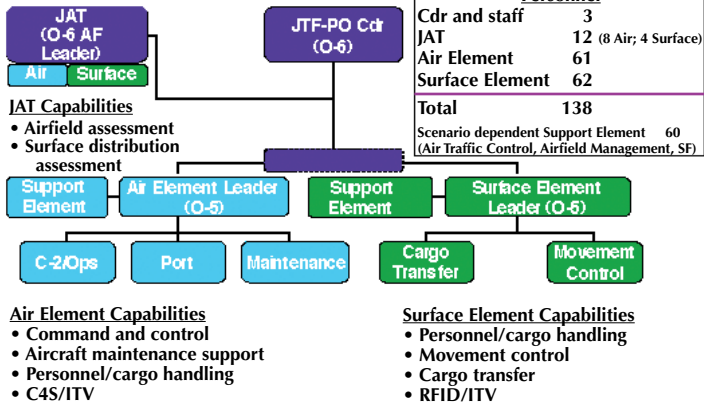 JAT
(O-6 AF
Leader)
Air Surface
JTF-PO Cdr
(O-6)
Cdr and staff 3
JAT 12 (8 Air; 4 Surface)
Air Element 61
Surface Element 62
Total 138
Scenario dependent Support Element 60
(Air Traffic Control, Airfield Management, SF)
JAT Capabilities
• Airfield assessment
• Surface distribution
assessment
Support
Element
Air Element Leader
(O-5)
Support
Element
Surface Element
Leader (O-5)
C-2/Ops
Port
Maintenance
Cargo
Transfer
Movement
Control
Air Element Capabilities
• Command and control
• Aircraft maintenance support
• Personnel/cargo handling
• C4S/ITV
Surface Element Capabilities
• Personnel/cargo handling
• Movement control
• Cargo transfer
• RFID/ITV